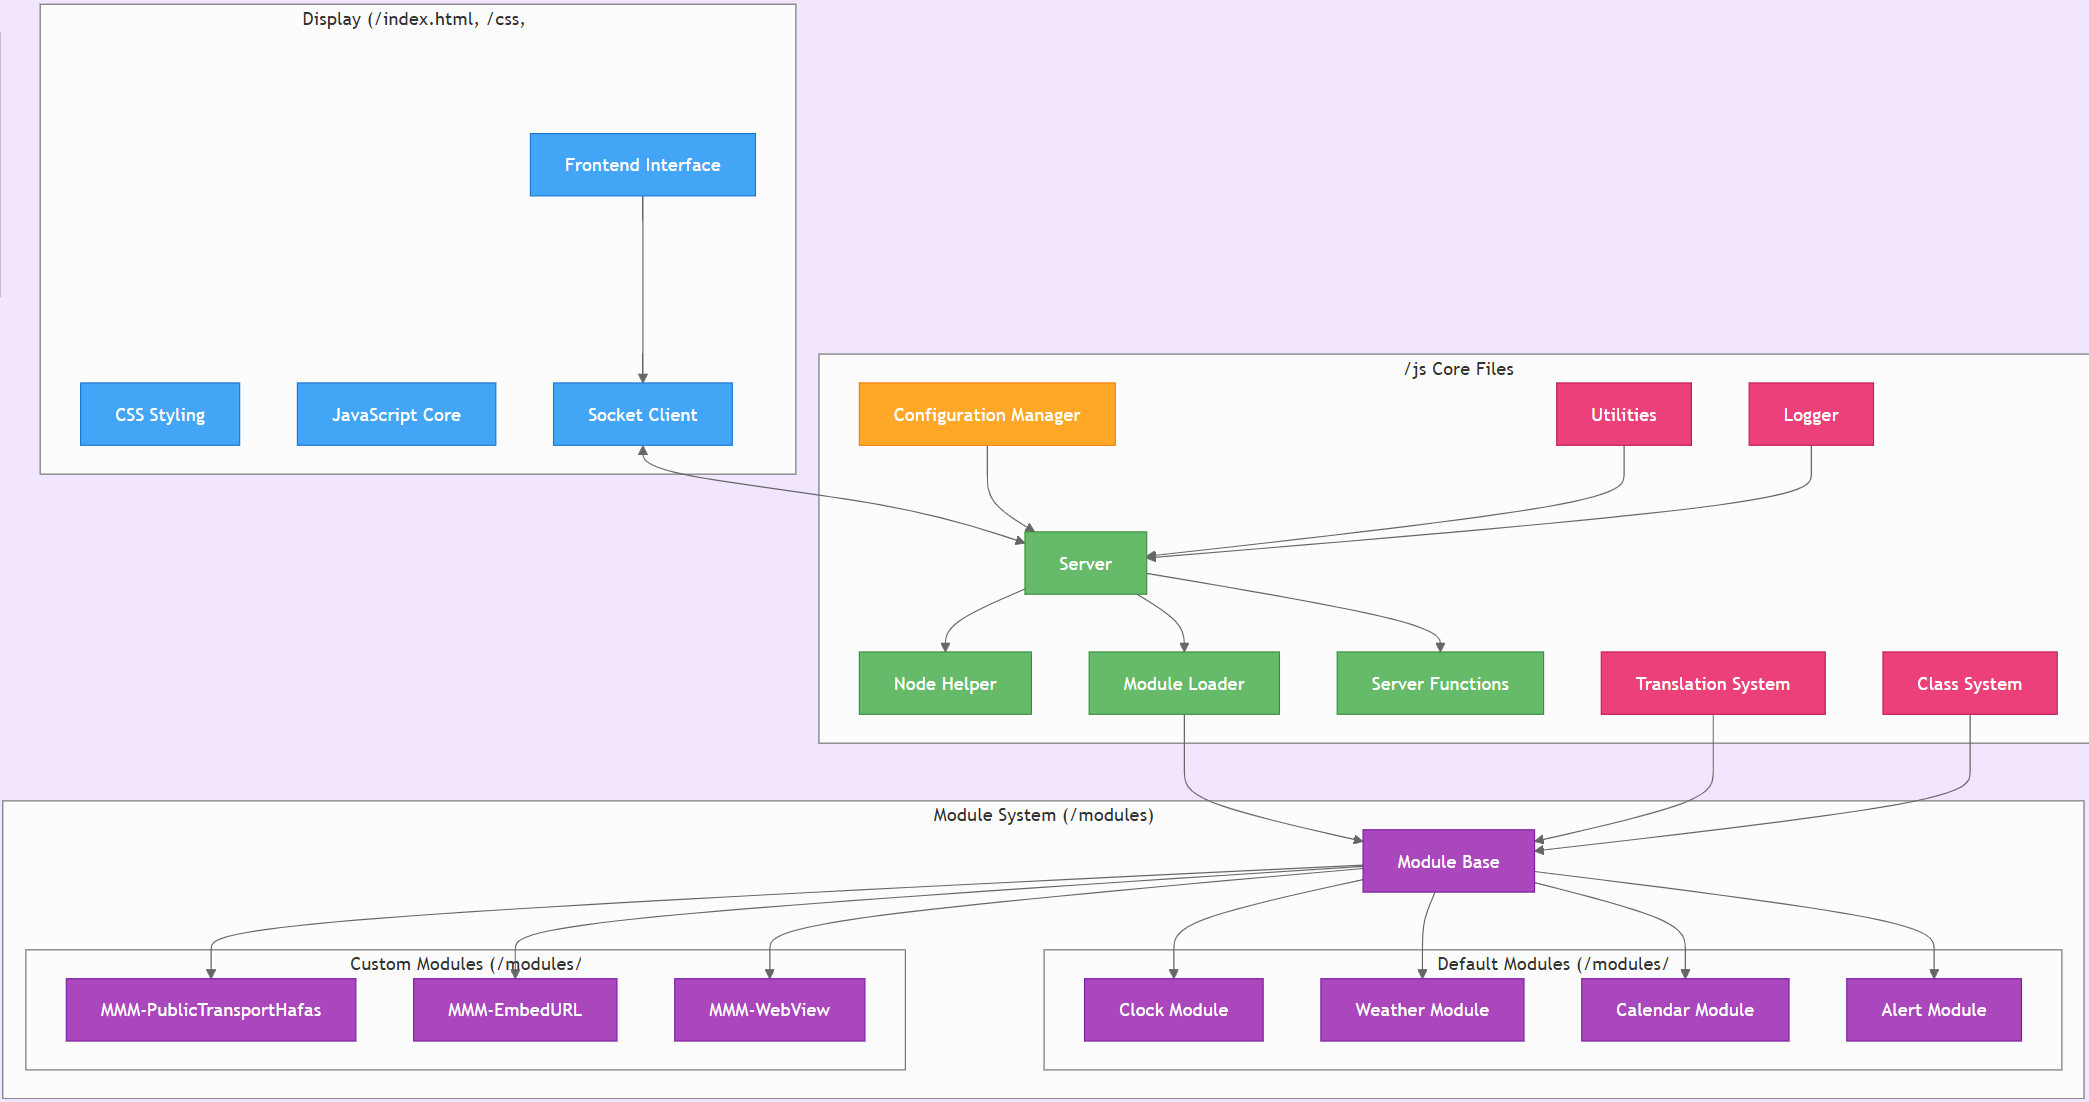 Display (/index.html, /css,
Frontend Interface
CSS Styling
JavaScript Core
Socket Client
/js Core Files
Configuration Manager
Utilities
Logger
Server
Node Helper
Module Loader
Server Functions
Translation System
Class System
Module System (/modules)
Module Base
Custom Modules (/modules/
MMM-PublicTransportHafas
MMM-EmbedURL
MMM-WebView
Default Modules (/modules/
Clock Module
Weather Module
Calendar Module
Alert Module